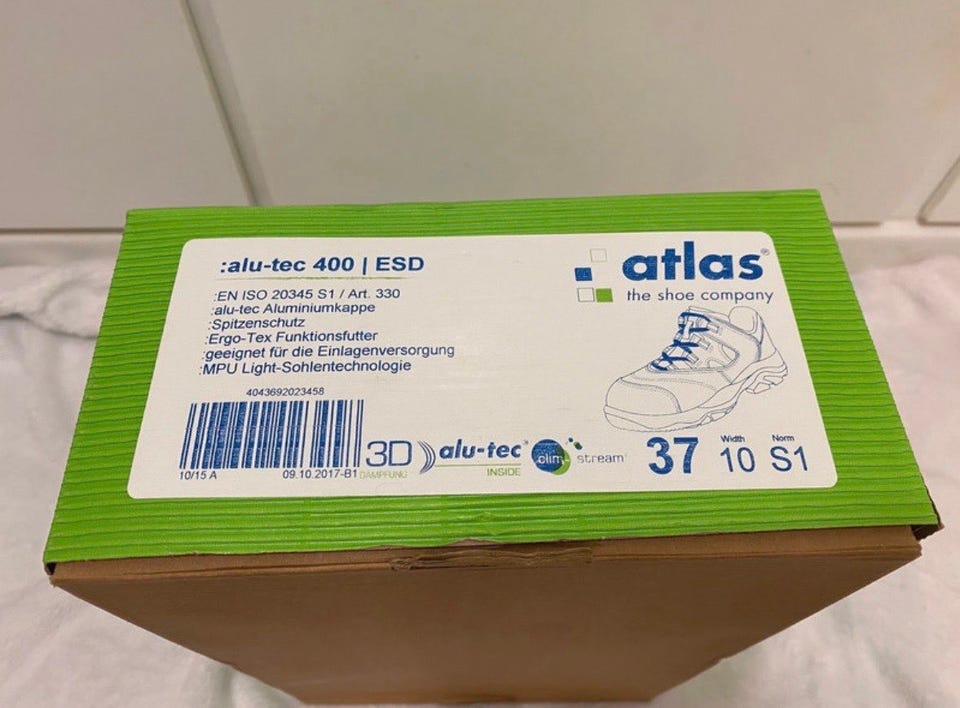 :alu-tec 400 | ESD
:EN ISO 20345 S1 / Art. 330
:alu-tec Aluminiumkappe
:Spitzenschutz
:Ergo-Tex Funktionsfutter
:geeignet für die Einlagenversorgung
:MPU Light-Sohlentechnologie
4043692023458
10/15 A
09.10.2017-B1
3D
DÄMPFUNG
alu-tec®
INSIDE
clim
stream
atlas®
the shoe company
37
Width
10
Norm
S1